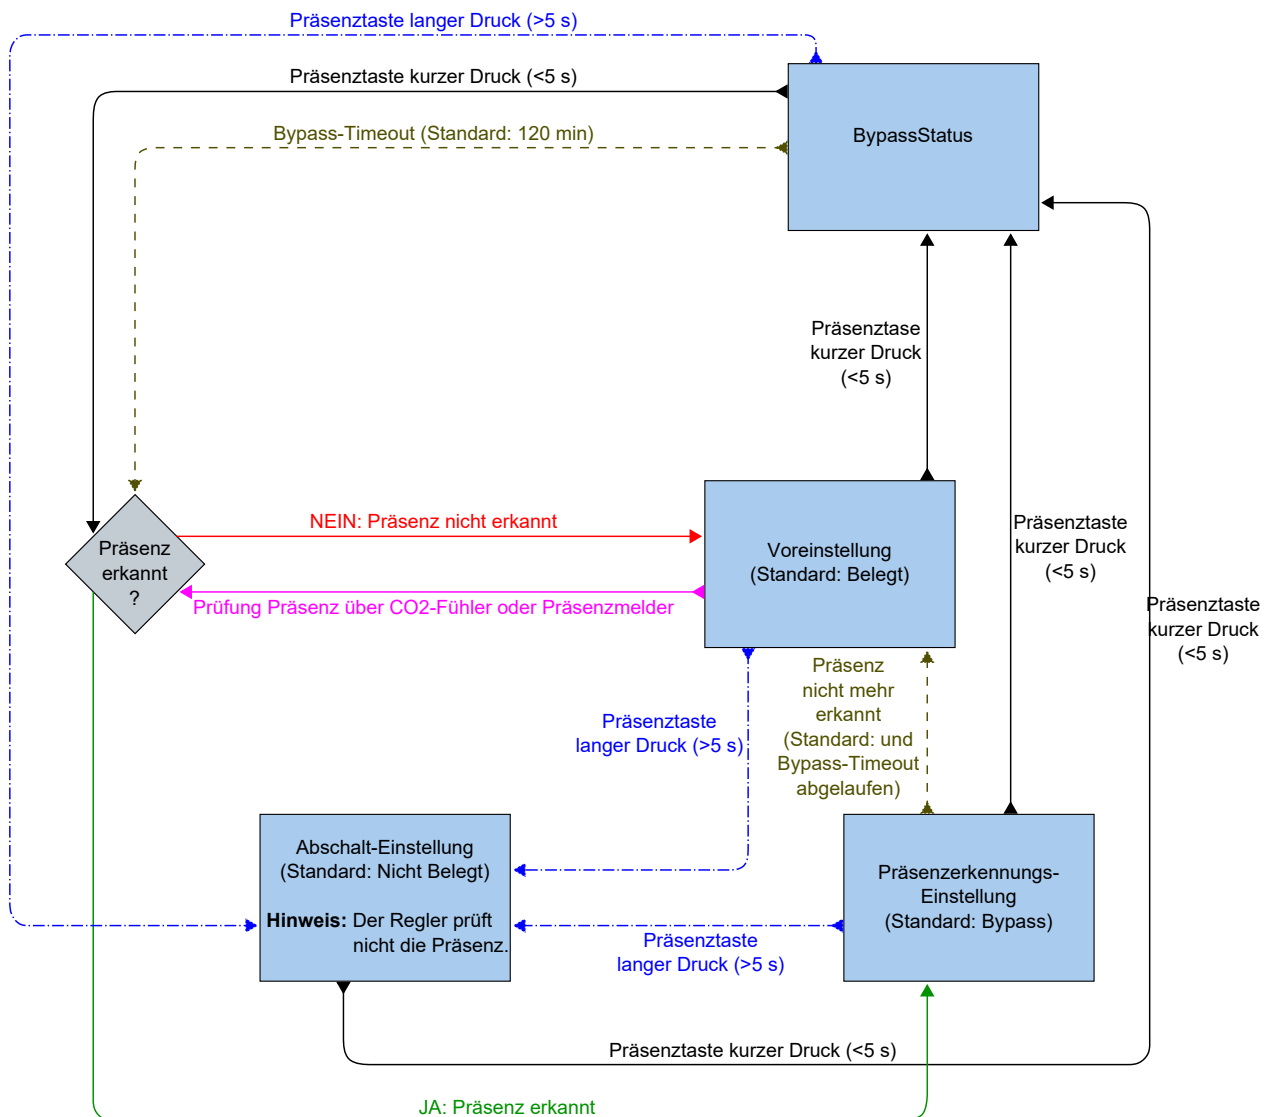 Präsenztaste langer Druck (>5 s)
Präsenztaste kurzer Druck (<5 s)
Bypass-Timeout (Standard: 120 min)
BypassStatus
Präsenztase
kurzer Druck
(<5 s)
Präsenz
erkannt
?
NEIN: Präsenz nicht erkannt
Prüfung Präsenz über CO2-Fühler oder Präsenzmelder
Voreinstellung
(Standard: Belegt)
Präsenztaste
kurzer Druck
(<5 s)
Präsenztaste
kurzer Druck
(<5 s)
Präsenztaste
langer Druck (>5 s)
Präsenz
nicht mehr
erkannt
(Standard: und
Bypass-Timeout
abgelaufen)
Abschalt-Einstellung
(Standard: Nicht Belegt)
Hinweis: Der Regler prüft
nicht die Präsenz.
Präsenztaste
langer Druck (>5 s)
Präsenzerkennungs-
Einstellung
(Standard: Bypass)
Präsenztaste kurzer Druck (<5 s)
JA: Präsenz erkannt